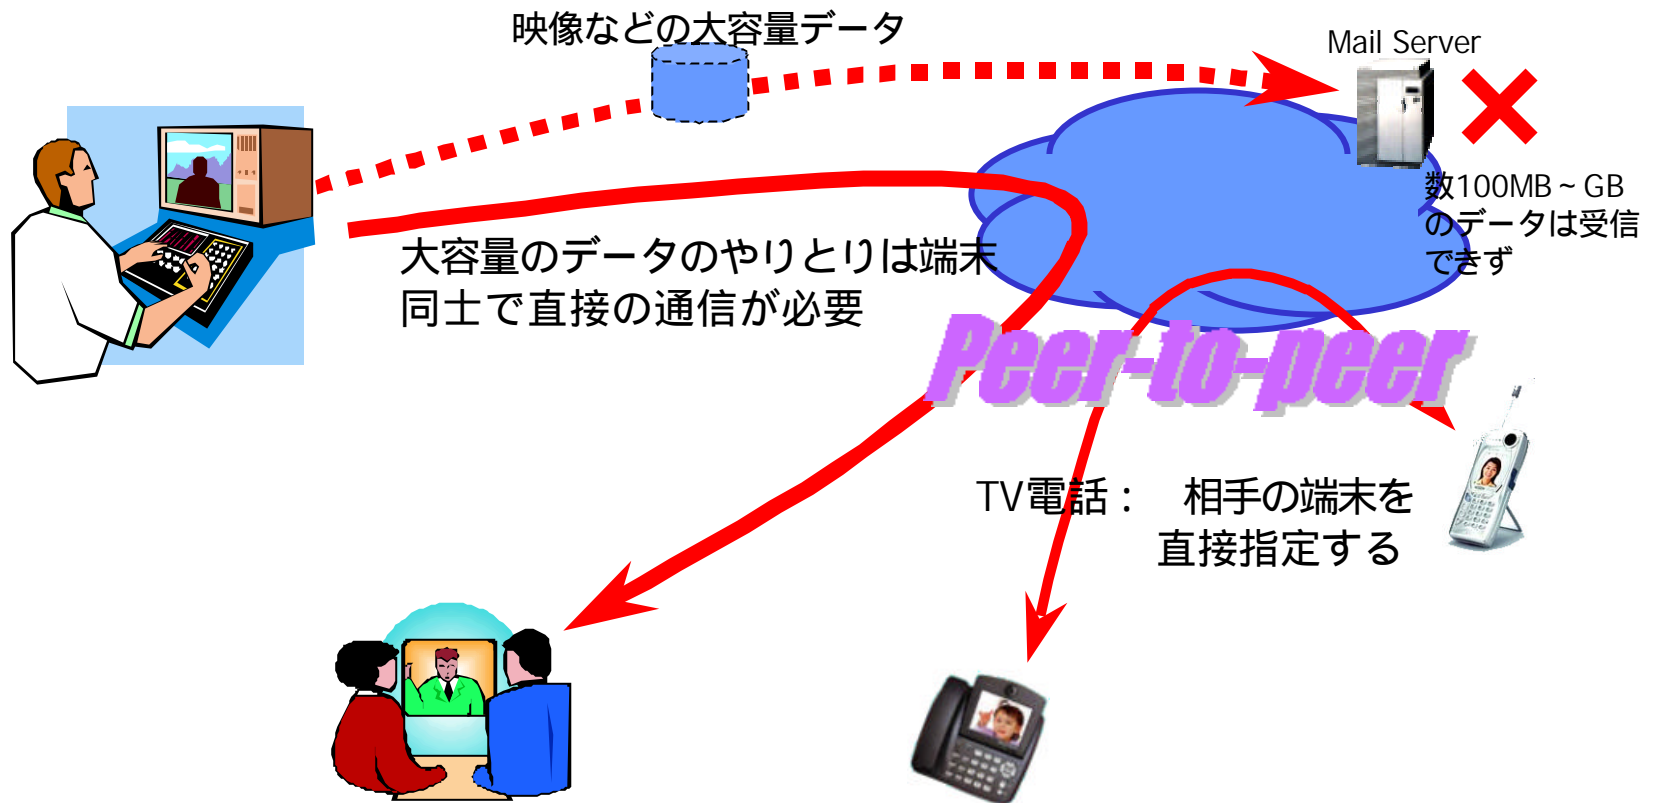 映像などの大容量データ
Mail Server
数100MB~GB
のデータは受信
できず
大容量のデータのやりとりは端末
同士で直接の通信が必要
Peer-to-peer
TV電話: 相手の端末を
直接指定する